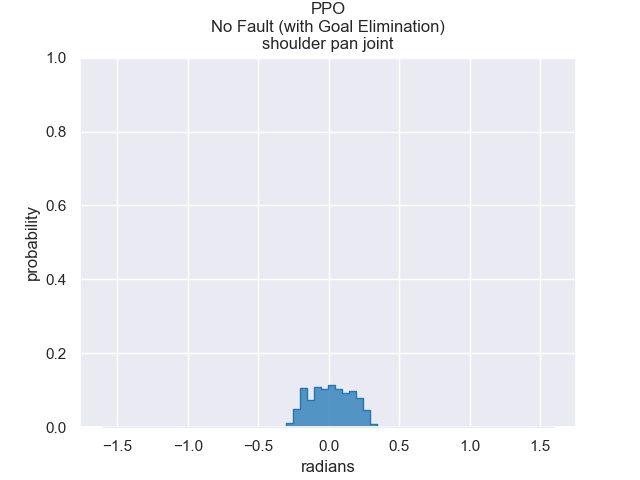 PPO
No Fault (with Goal Elimination)
shoulder pan joint
1.0
0.8
0.6
0.4
0.2
0.0
probability
−1.5 −1.0 −0.5 0.0 0.5 1.0 1.5
radians